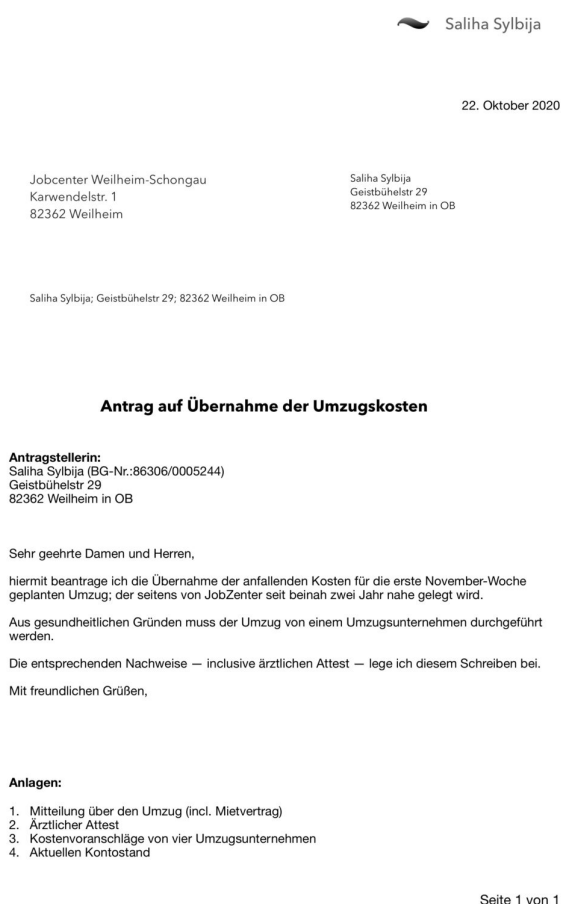 Saliha Sylbija
22. Oktober 2020
Jobcenter Weilheim-Schongau
Karwendelstr. 1
82362 Weilheim
Saliha Sylbija
Geistbühelstr 29
82362 Weilheim in OB
Saliha Sylbija; Geistbühelstr 29; 82362 Weilheim in OB
Antrag auf Übernahme der Umzugskosten
Antragstellerin:
Saliha Sylbija (BG-Nr.:86306/0005244)
Geistbühelstr 29
82362 Weilheim in OB
Sehr geehrte Damen und Herren,
hiermit beantrage ich die Übernahme der anfallenden Kosten für die erste November-Woche
geplanten Umzug; der seitens von JobZenter seit beinah zwei Jahr nahe gelegt wird.
Aus gesundheitlichen Gründen muss der Umzug von einem Umzugsunternehmen durchgeführt
werden.
Die entsprechenden Nachweise — inclusive ärztlichen Attest — lege ich diesem Schreiben bei.
Mit freundlichen Grüßen,
Anlagen:
1. Mitteilung über den Umzug (incl. Mietvertrag)
2. Ärztlicher Attest
3. Kostenvoranschläge von vier Umzugsunternehmen
4. Aktuellen Kontostand
Seite 1 von 1